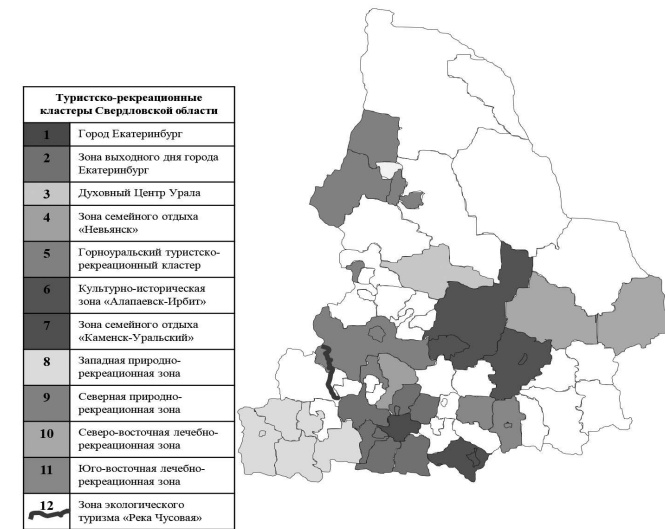 Туристско-рекреационные
кластеры Свердловской области
1 Город Екатеринбург
2 Зона выходного дня города
Екатеринбург
3 Духовный Центр Урала
4 Зона семейного отдыха
«Невьянск»
5 Горноуральский туристско-
рекреационный кластер
6 Культурно-историческая
зона «Алапаевск-Ирбит»
7 Зона семейного отдыха
«Каменск-Уральский»
8 Западная природно-
рекреационная зона
9 Северная природно-
рекреационная зона
10 Северо-восточная лечебно-
рекреационная зона
11 Юго-восточная лечебно-
рекреационная зона
12 Зона экологического
туризма «Река Чусовая»